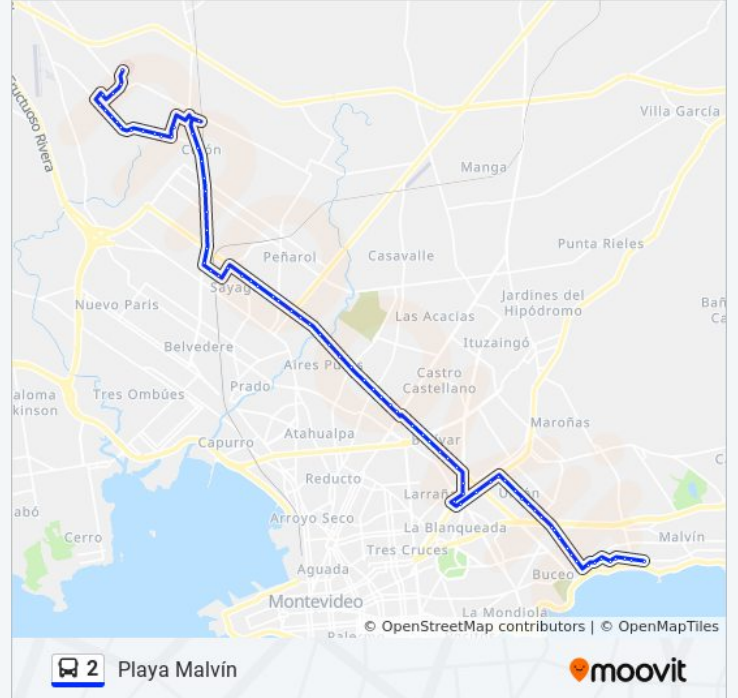 Fructuoso Rivera
Villa García
Colón
Manga
Punta Rieles
Peñarol
Casavalle
Sayago
Jardines del
Hipódromo
Nuevo París
Las Acacias
Belvedere
Ituzaingó
Aires Puros
Castro
Castellano
Prado
Tres Ombúes
Maroñas
Atahualpa
Bolívar
Capurro
Reducto
Larrañaga
Unión
Arroyo Seco
La Blanqueada
Malvín
Cerro
Tres Cruces
Aguada
Buceo
Montevideo
La Mondiola
© OpenStreetMap contributors | © OpenMapTiles
2 Playa Malvín
moovit